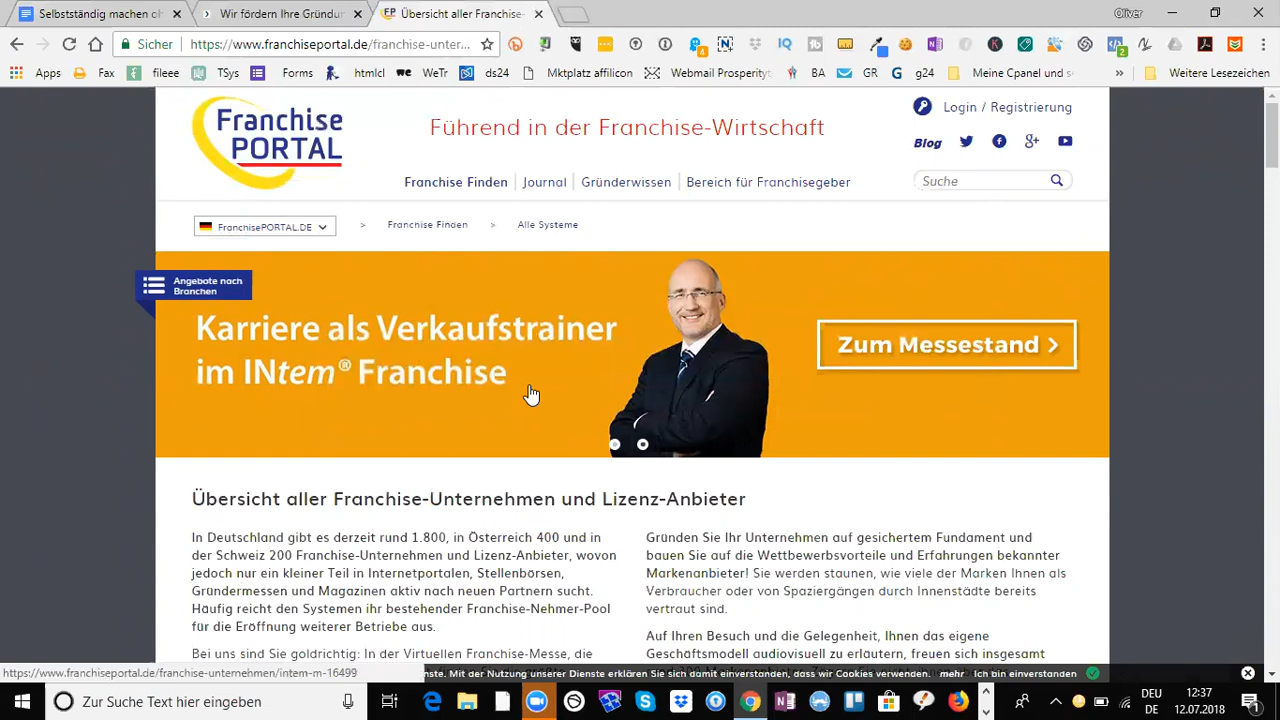 Selbstständig machen oh
Wir fördern Ihre Gründun
FP Übersicht aller Franchise-
Oliver
Sicher https://www.franchiseportal.de/franchise-unter...
Apps Fax fileee TSys Forms htmlcl WeTr ds24 Mktplatz affilicon Webmail Prosperity BA GR g24 Meine Cpanel und sc Weitere Lesezeichen
Franchise
PORTAL
Führend in der Franchise-Wirtschaft
Login / Registrierung
Blog
Franchise Finden Journal Gründerwissen Bereich für Franchisegeber
Suche
FranchisePORTAL.DE > Franchise Finden > Alle Systeme
Angebote nach
Branchen
Karriere als Verkaufstrainer
im INtem® Franchise
Zum Messestand >
Übersicht aller Franchise-Unternehmen und Lizenz-Anbieter
In Deutschland gibt es derzeit rund 1.800, in Österreich 400 und in
der Schweiz 200 Franchise-Unternehmen und Lizenz-Anbieter, wovon
jedoch nur ein kleiner Teil in Internetportalen, Stellenbörsen,
Gründermessen und Magazinen aktiv nach neuen Partnern sucht.
Häufig reicht den Systemen ihr bestehender Franchise-Nehmer-Pool
für die Eröffnung weiterer Betriebe aus.
Bei uns sind Sie goldrichtig: In der Virtuellen Franchise-Messe, die
Gründen Sie Ihr Unternehmen auf gesichertem Fundament und
bauen Sie auf die Wettbewerbsvorteile und Erfahrungen bekannter
Markenanbieter! Sie werden staunen, wie viele der Marken Ihnen als
Verbraucher oder von Spaziergängen durch Innenstädte bereits
vertraut sind.
Auf Ihren Besuch und die Gelegenheit, Ihnen das eigene
Geschäftsmodell audiovisuell zu erläutern, freuen sich insgesamt
https://www.franchiseportal.de/franchise-unternehmen/intem-m-16499
nste. Mit der Nutzung unserer Dienste erklären Sie sich damit einverstanden, dass wir Cookies verwenden. mehr Ich bin einverstanden
Zur Suche Text hier eingeben
DEU
DE
12:37
12.07.2018